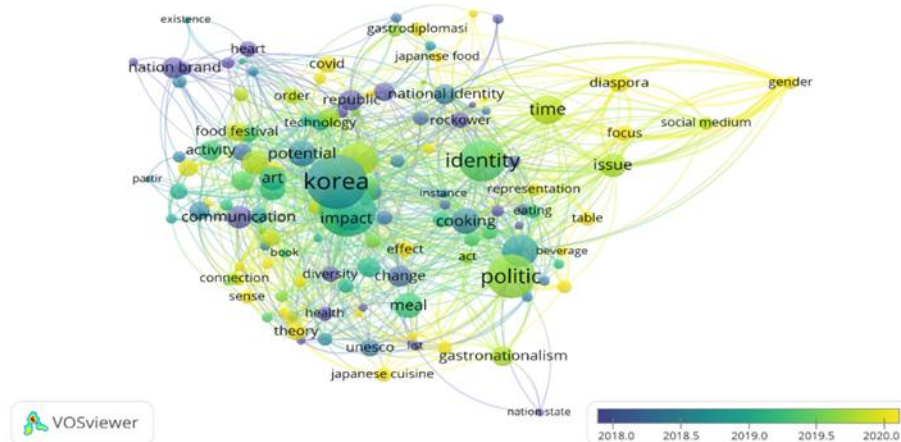 existence
gastrodiplomasi
heart
japanese food
nation brand
covid
diaspora
gender
order
republic
national identity
time
technology
rockower
social medium
food festival
focus
activity
potential
identity
issue
partir
art
korea
instance
representation
communication
impact
cooking
eating
table
book
effect
act
beverage
connection
diversity
change
politic
sense
health
meal
theory
unesco
list
gastronationalism
japanese cuisine
nation state
VOSviewer
2018.0 2018.5 2019.0 2019.5 2020.0